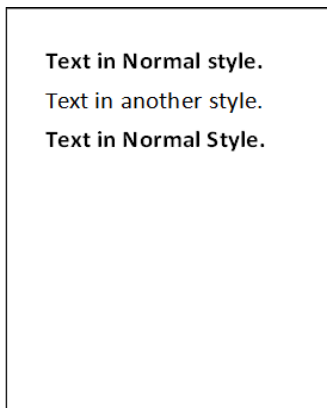 Text in Normal style.
Text in another style.
Text in Normal Style.